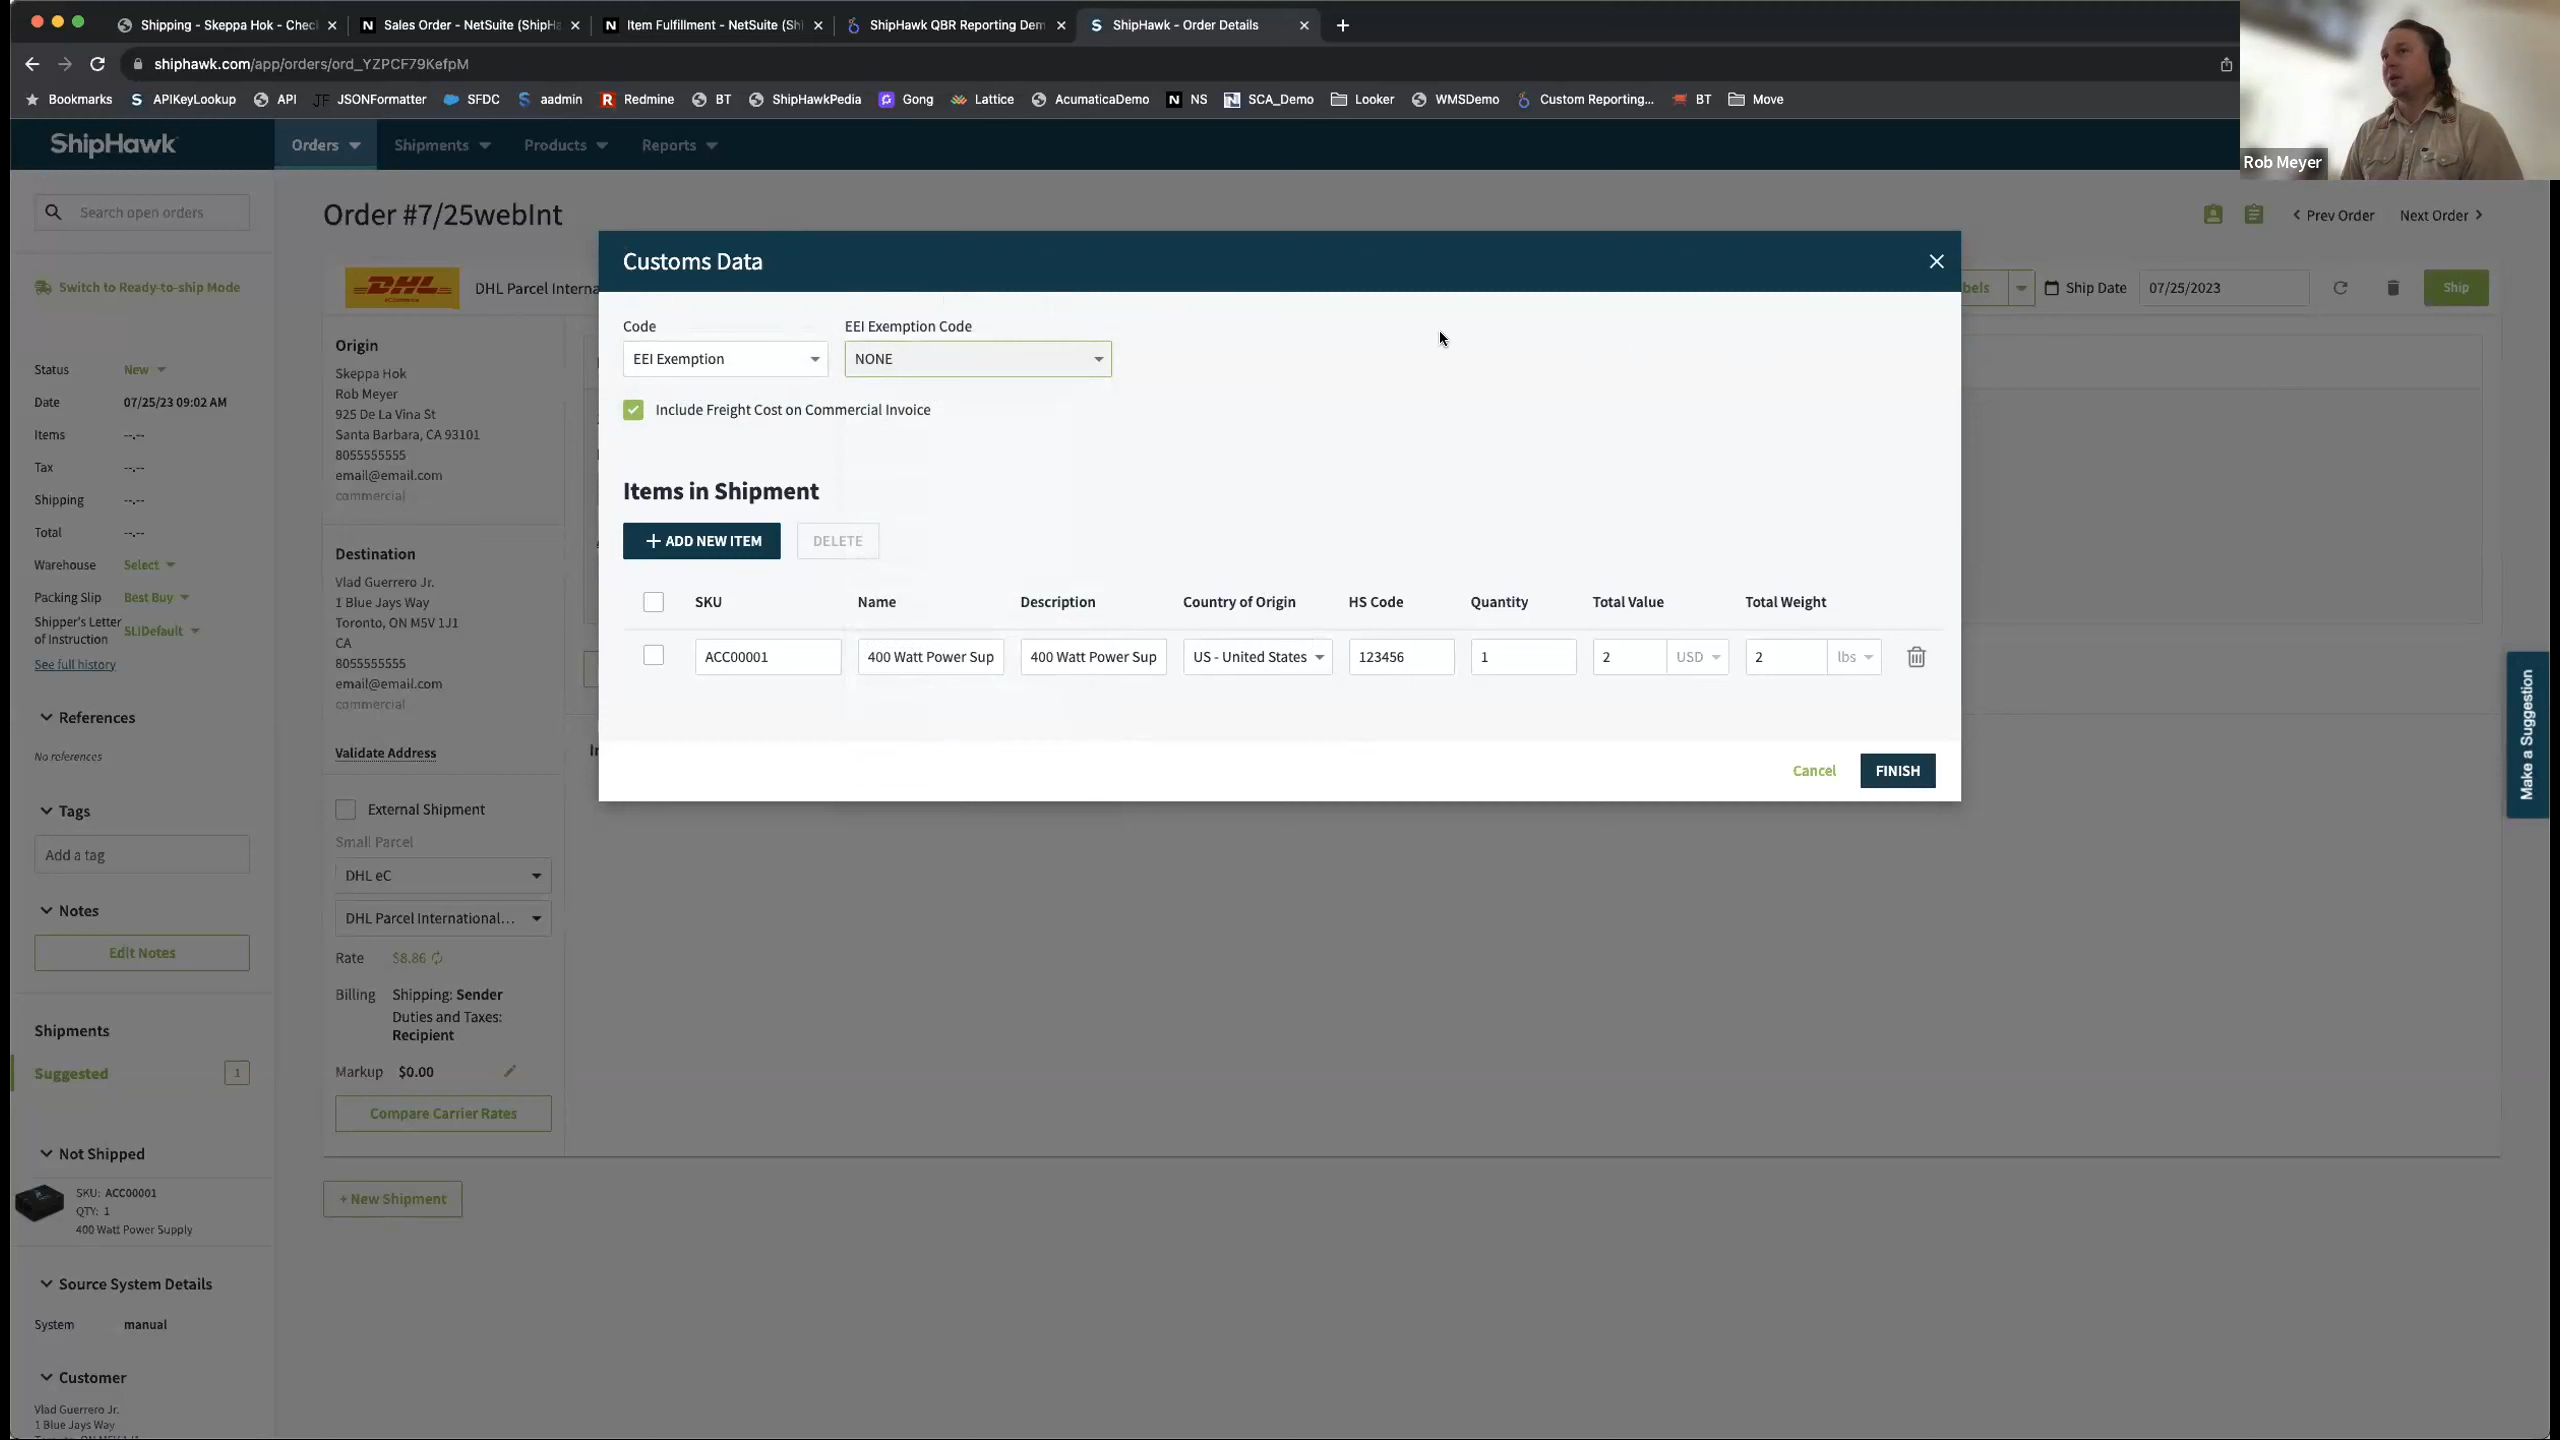 Shipping - Skeppa Hok - Chec
Sales Order - NetSuite (ShipHa
Item Fulfillment - NetSuite (Shi
ShipHawk QBR Reporting Dem
ShipHawk - Order Details
shiphawk.com/app/orders/ord_YZPCF79KefpM
Bookmarks
APIKeyLookup
API
JSONFormatter
SFDC
aadmin
Redmine
BT
ShipHawkPedia
Gong
Lattice
AcumaticaDemo
NS
SCA_Demo
Looker
WMSDemo
Custom Reporting...
BT
Move
Rob Meyer
ShipHawk
Orders
Shipments
Products
Reports
Search open orders
Order #7/25webInt
Prev Order
Next Order
Switch to Ready-to-ship Mode
DHL
DHL Parcel Interna
bels
Ship Date
07/25/2023
Ship
Status New
Date 07/25/23 09:02 AM
Items --.--
Tax --.--
Shipping --.--
Total --.--
Warehouse Select
Packing Slip Best Buy
Shipper's Letter
of Instruction SLIDefault
See full history
References
No references
Tags
Add a tag
Notes
Edit Notes
Shipments
Suggested 1
Not Shipped
SKU: ACC00001
QTY: 1
400 Watt Power Supply
Source System Details
System manual
Customer
Vlad Guerrero Jr.
1 Blue Jays Way
Origin
Skeppa Hok
Rob Meyer
925 De La Vina St
Santa Barbara, CA 93101
8055555555
email@email.com
commercial
Destination
Vlad Guerrero Jr.
1 Blue Jays Way
Toronto, ON M5V 1J1
CA
8055555555
email@email.com
commercial
Validate Address
External Shipment
Small Parcel
DHL eC
DHL Parcel International...
Rate $8.86
Billing Shipping: Sender
Duties and Taxes:
Recipient
Markup $0.00
Compare Carrier Rates
+ New Shipment
Customs Data
Code
EEI Exemption Code
EEI Exemption
NONE
Include Freight Cost on Commercial Invoice
Items in Shipment
+ ADD NEW ITEM
DELETE
SKU Name Description Country of Origin HS Code Quantity Total Value Total Weight
ACC00001 400 Watt Power Sup 400 Watt Power Sup US - United States 123456 1 2 USD 2 lbs
Cancel
FINISH
Make a Suggestion